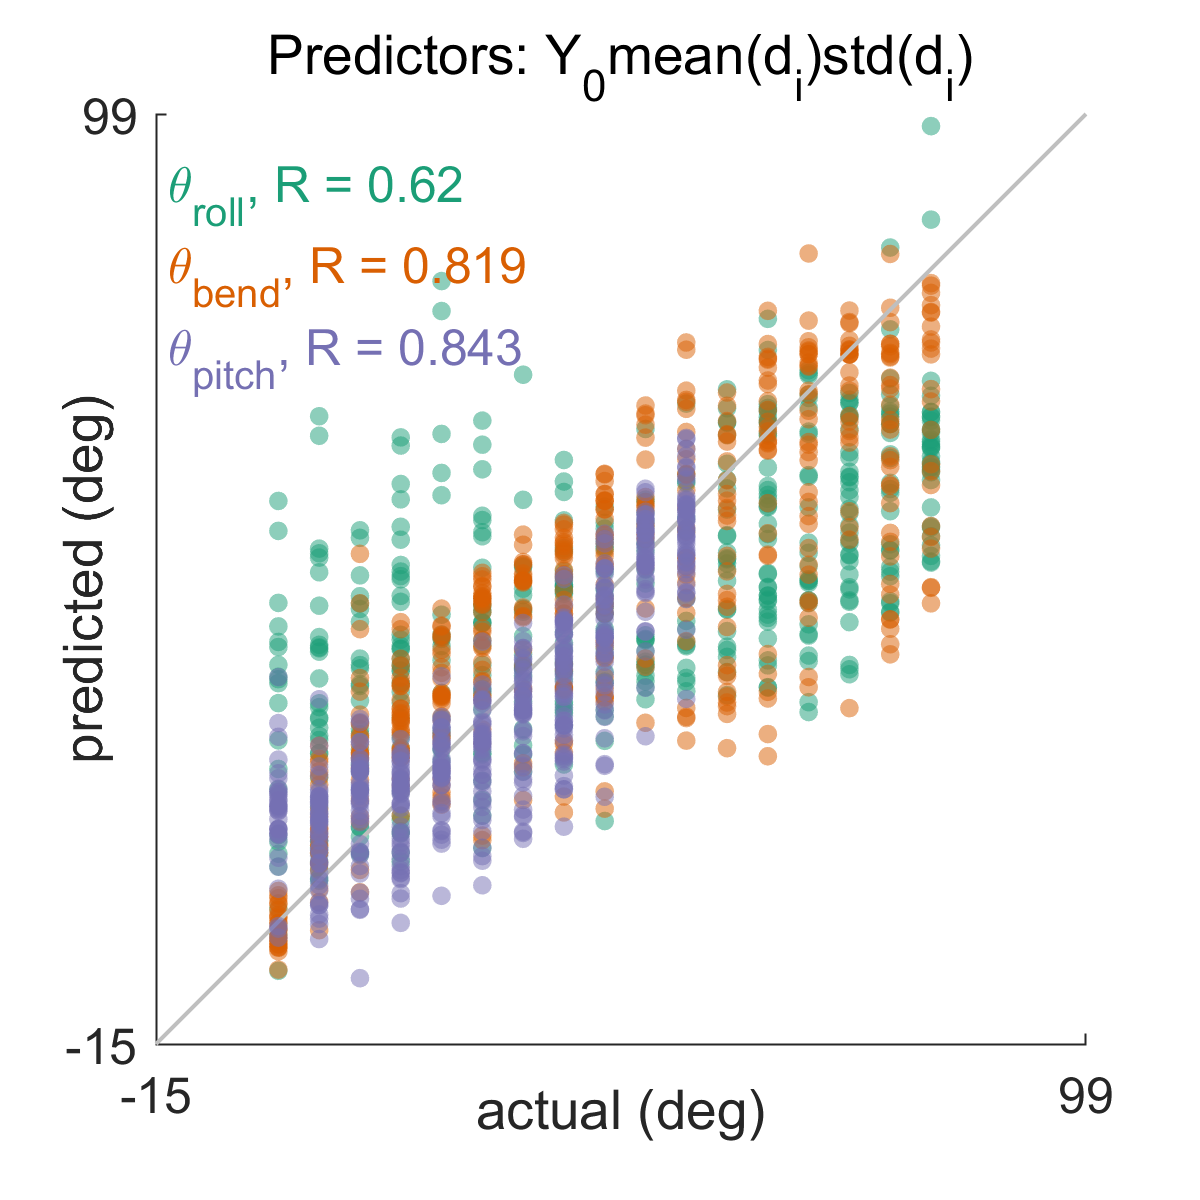 Predictors: Y₀mean(dᵢ)std(dᵢ)
99
θroll, R = 0.62
θbend, R = 0.819
θpitch, R = 0.843
predicted (deg)
-15
-15
99
actual (deg)